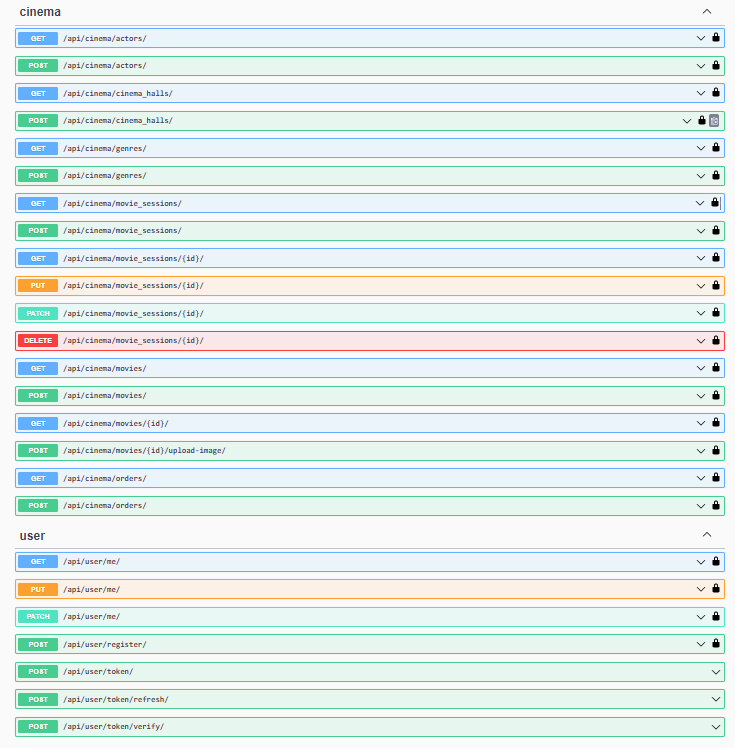 cinema
GET /api/cinema/actors/
POST /api/cinema/actors/
GET /api/cinema/cinema_halls/
POST /api/cinema/cinema_halls/
GET /api/cinema/genres/
POST /api/cinema/genres/
GET /api/cinema/movie_sessions/
POST /api/cinema/movie_sessions/
GET /api/cinema/movie_sessions/{id}/
PUT /api/cinema/movie_sessions/{id}/
PATCH /api/cinema/movie_sessions/{id}/
DELETE /api/cinema/movie_sessions/{id}/
GET /api/cinema/movies/
POST /api/cinema/movies/
GET /api/cinema/movies/{id}/
POST /api/cinema/movies/{id}/upload-image/
GET /api/cinema/orders/
POST /api/cinema/orders/
user
GET /api/user/me/
PUT /api/user/me/
PATCH /api/user/me/
POST /api/user/register/
POST /api/user/token/
POST /api/user/token/refresh/
POST /api/user/token/verify/